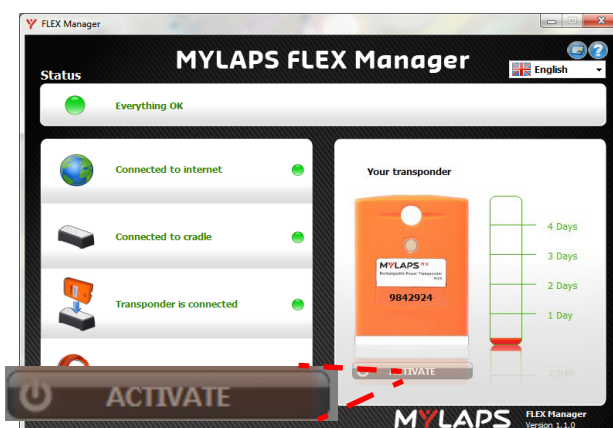 FLEX Manager
MYLAPS FLEX Manager
Status
English
Everything OK
Connected to internet
Connected to cradle
Transponder is connected
Your transponder
MYLAPS
Rechargeable Power Transponder
FLEX
9842924
4 Days
3 Days
2 Days
1 Day
ACTIVATE
ACTIVATE
MYLAPS
FLEX Manager
Version 1.1.0